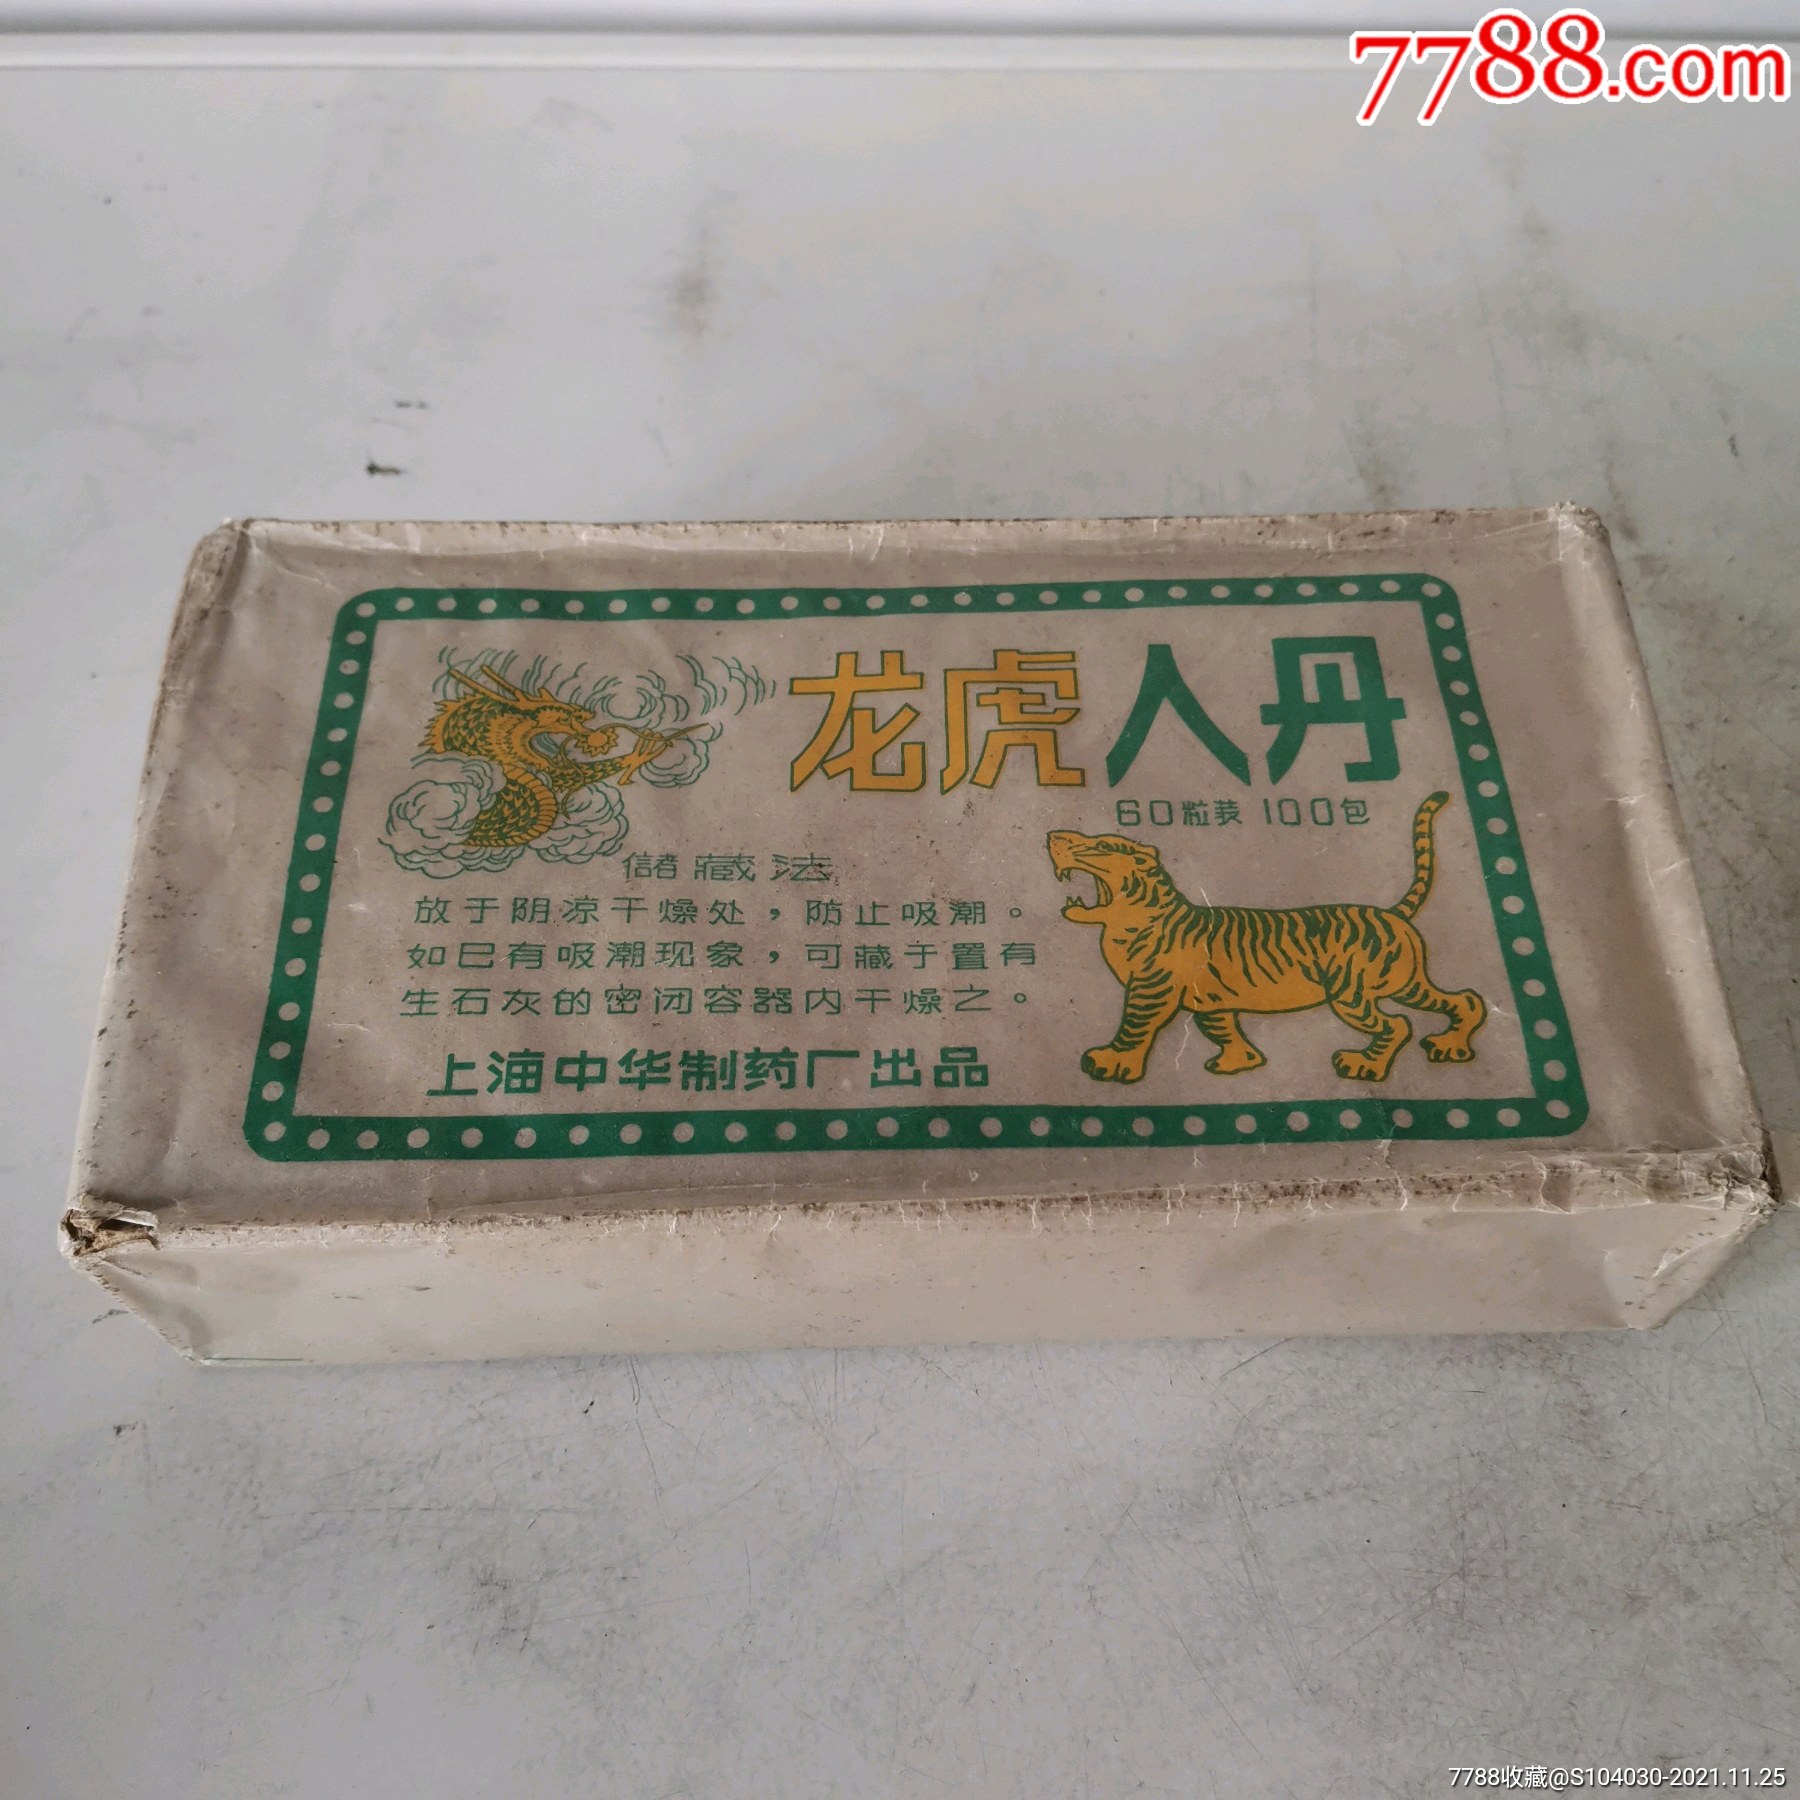 7788.com
龙虎人丹
60粒装 100包
儲藏法
放于阴凉干燥处，防止吸潮。
如已有吸潮现象，可藏于置有
生石灰的密闭容器内干燥之。
上海中华制药厂出品
7788收藏@S104030-2021.11.25